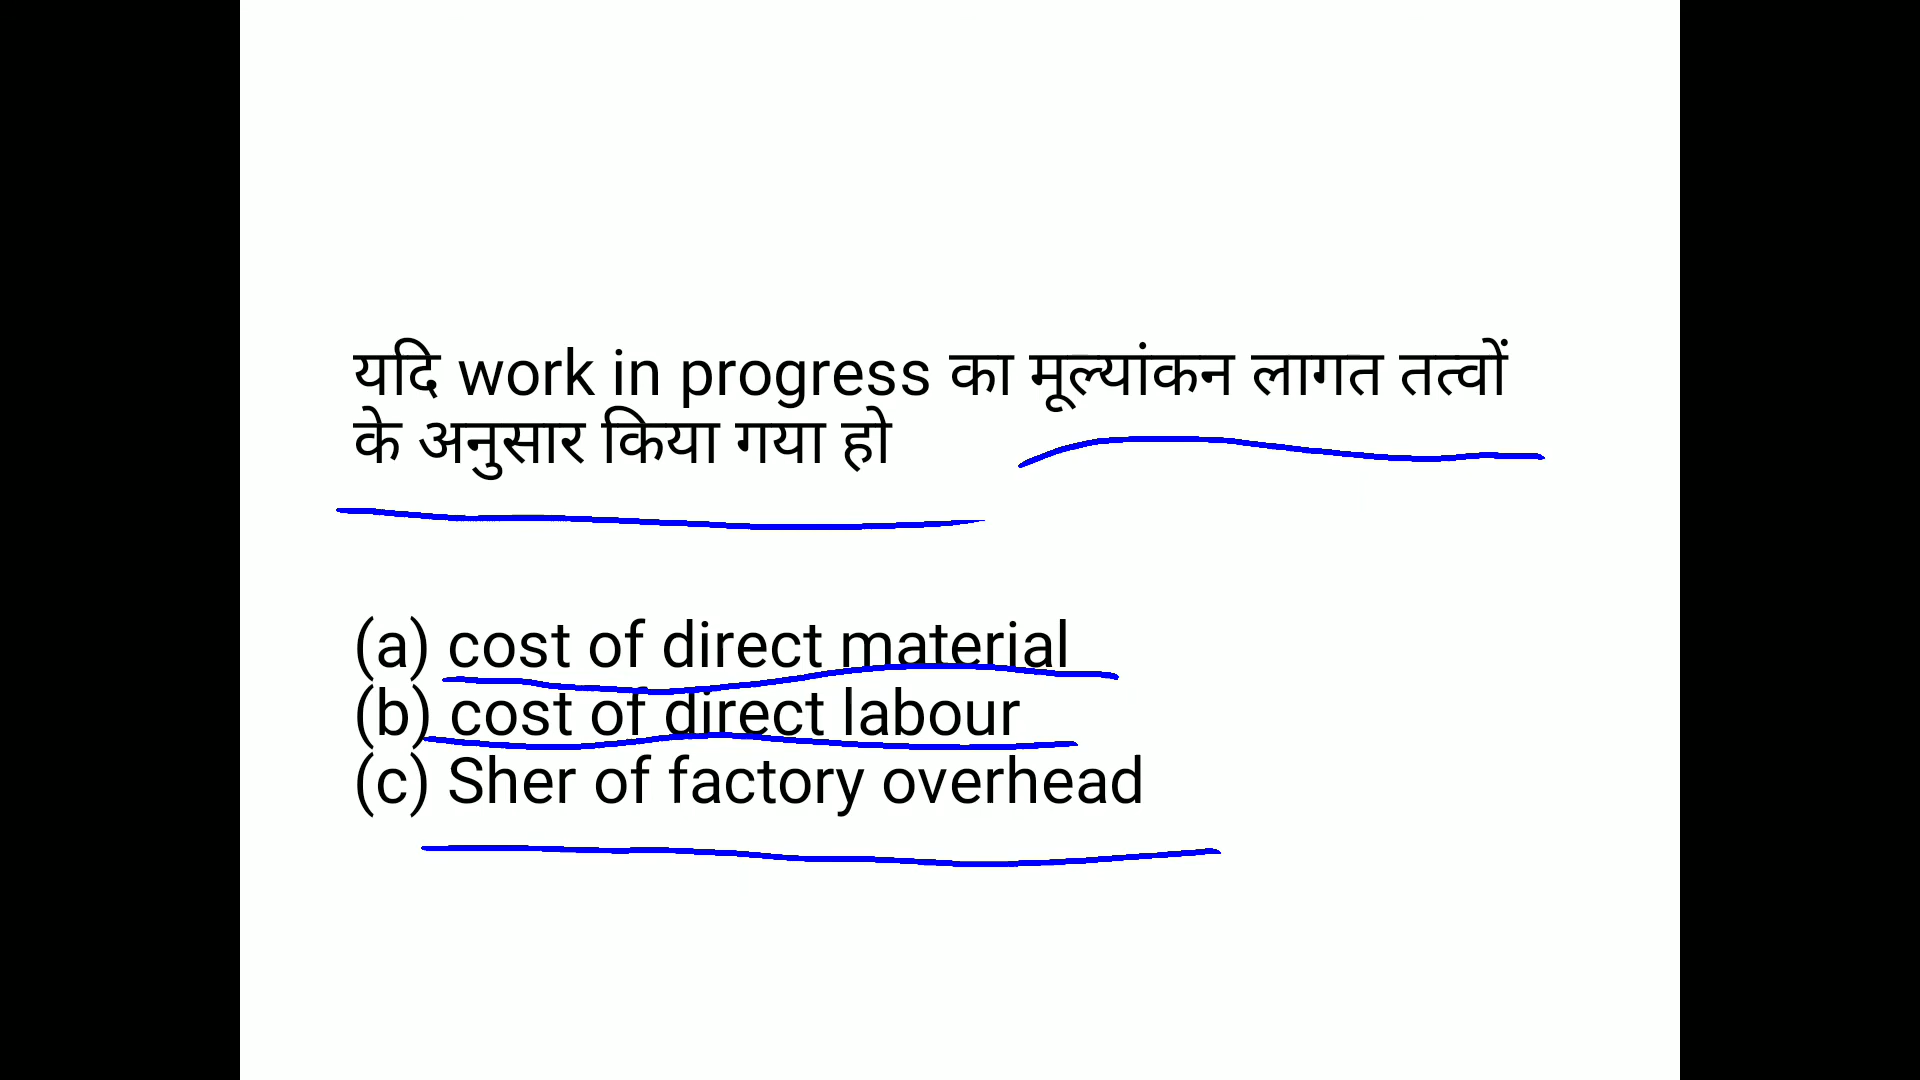 यदि work in progress का मूल्यांकन लागत तत्वों
के अनुसार किया गया हो
(a) cost of direct material
(b) cost of direct labour
(c) Sher of factory overhead